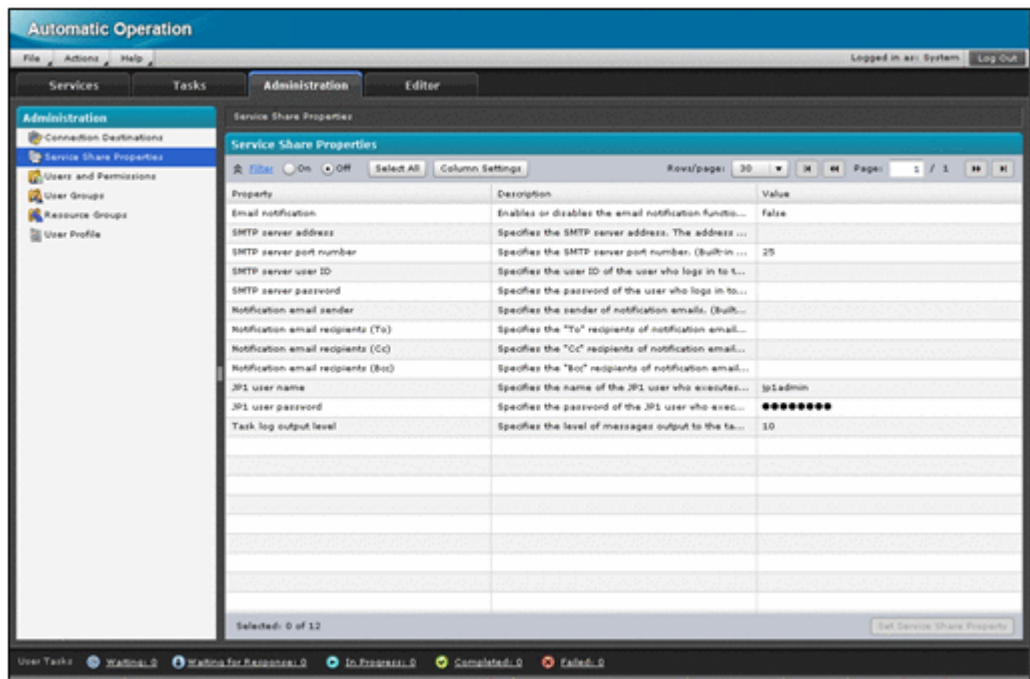 Automatic Operation
File Actions Help Logged in as: System Log Out
Services Tasks Administration Editor
Administration
Connection Destinations
Service Share Properties
Users and Permissions
User Groups
Resource Groups
User Profile
Service Share Properties
Service Share Properties
Filter On Off Select All Column Settings Rows/page: 30 Page: 1 / 1
Property Description Value
Email notification Enables or disables the email notification functio... False
SMTP server address Specifies the SMTP server address. The address ...
SMTP server port number Specifies the SMTP server port number. (Built-in ... 25
SMTP server user ID Specifies the user ID of the user who logs in to t...
SMTP server password Specifies the password of the user who logs in to...
Notification email sender Specifies the sender of notification emails. (Built...
Notification email recipients (To) Specifies the "To" recipients of notification email...
Notification email recipients (Cc) Specifies the "Cc" recipients of notification email...
Notification email recipients (Bcc) Specifies the "Bcc" recipients of notification email...
JP1 user name Specifies the name of the JP1 user who executes... jp1admin
JP1 user password Specifies the password of the JP1 user who exec... ●●●●●●●●
Task log output level Specifies the level of messages output to the ta... 10
Selected: 0 of 12 Set Service Share Property
User Tasks Waiting: 0 Waiting for Response: 0 In Progress: 0 Completed: 0 Failed: 0